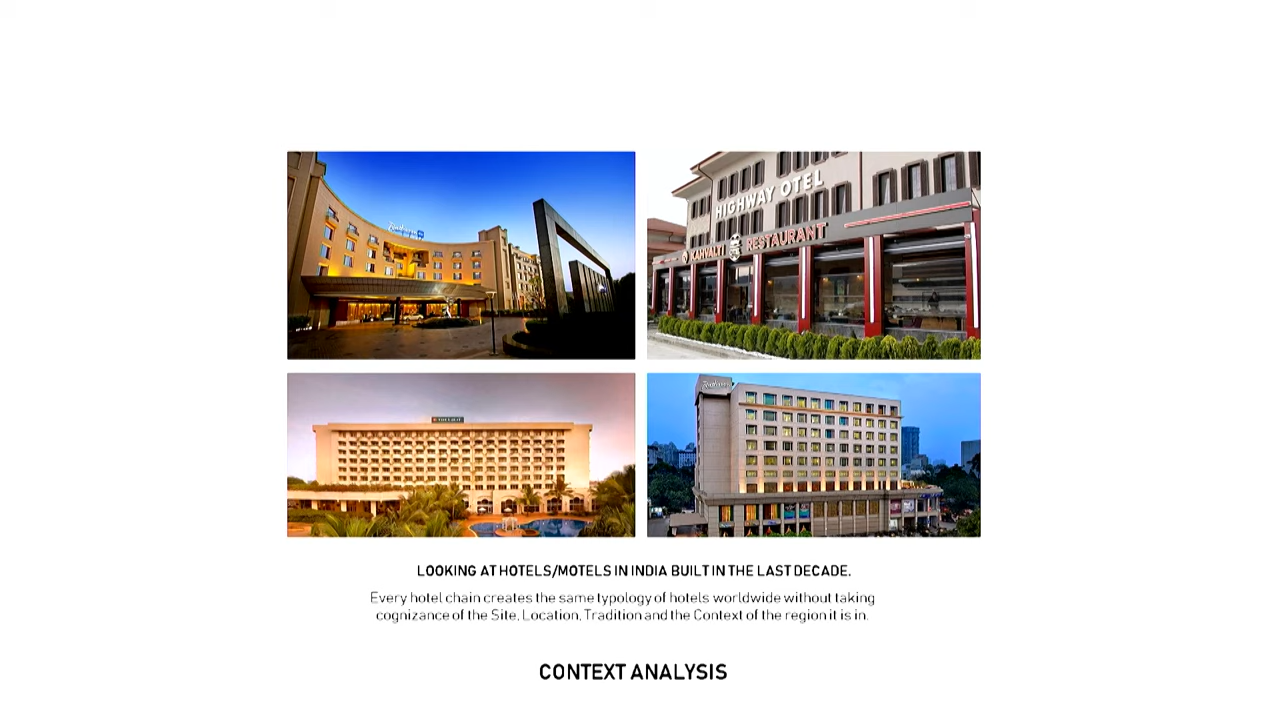 HIGHWAY OTEL
KAHVALTI RESTAURANT
LOOKING AT HOTELS/MOTELS IN INDIA BUILT IN THE LAST DECADE.
Every hotel chain creates the same typology of hotels worldwide without taking
cognizance of the Site, Location, Tradition and the Context of the region it is in.
CONTEXT ANALYSIS